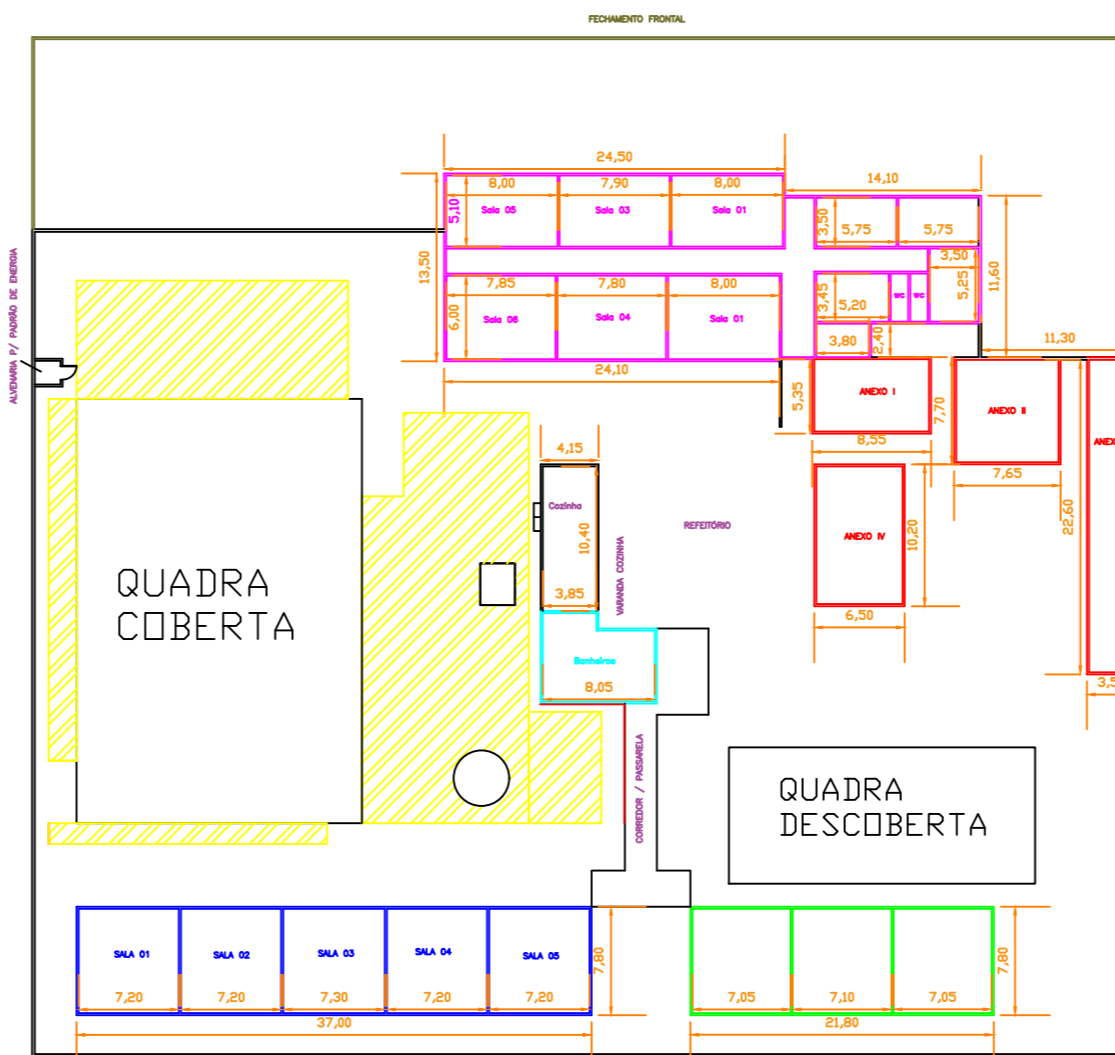 FECHAMENTO FRONTAL
24,50
14,10
8,00
7,90
8,00
5,10
Sala 05
Sala 03
Sala 01
3,50
5,75
5,75
13,50
11,60
3,50
5,25
7,85
7,80
8,00
6,00
Sala 06
Sala 04
Sala 01
3,45
5,20
WC
WC
3,80
2,40
11,30
24,10
ALVENARIA P/ PADRÃO DE ENERGIA
5,35
ANEXO I
8,55
7,70
ANEXO II
7,65
ANEX
22,60
4,15
Cozinha
10,40
3,85
VARANDA COZINHA
REFEITÓRIO
ANEXO IV
10,20
6,50
QUADRA
COBERTA
Banheiros
8,05
3,5
CORREDOR / PASSARELA
QUADRA
DESCOBERTA
SALA 01
SALA 02
SALA 03
SALA 04
SALA 05
7,20
7,20
7,30
7,20
7,20
7,80
37,00
7,05
7,10
7,05
7,80
21,80